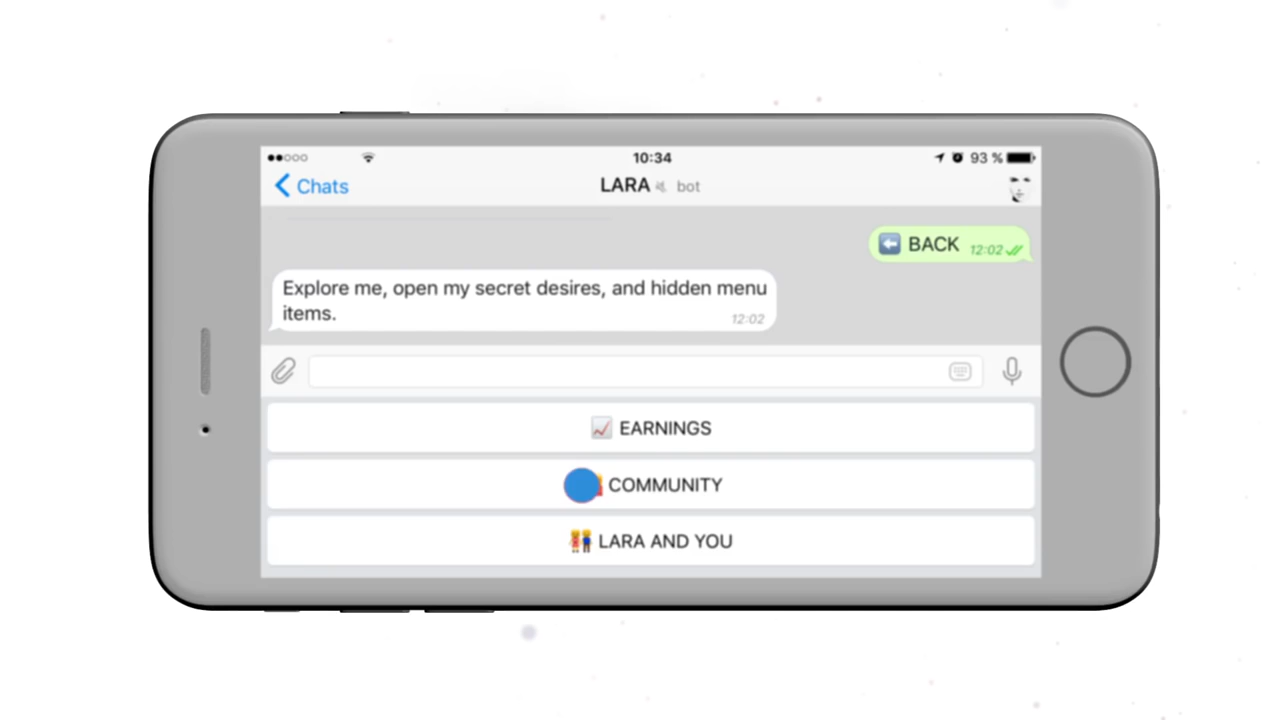 10:34
93 %
Chats
LARA bot
BACK 12:02
Explore me, open my secret desires, and hidden menu
items.
12:02
EARNINGS
COMMUNITY
LARA AND YOU